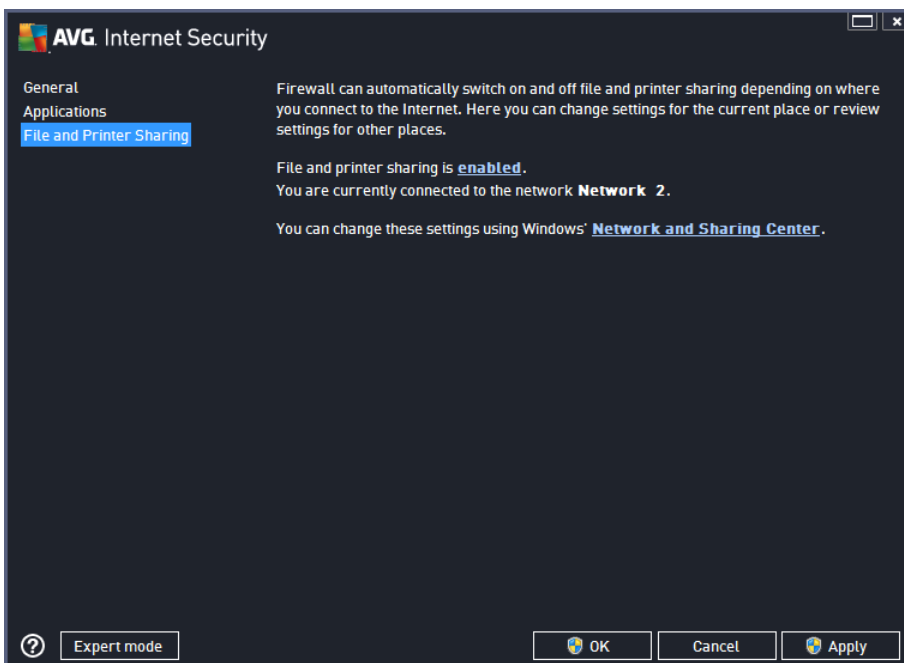 AVG. Internet Security
General
Applications
File and Printer Sharing
Firewall can automatically switch on and off file and printer sharing depending on where
you connect to the Internet. Here you can change settings for the current place or review
settings for other places.
File and printer sharing is enabled.
You are currently connected to the network Network 2.
You can change these settings using Windows' Network and Sharing Center.
Expert mode
OK
Cancel
Apply